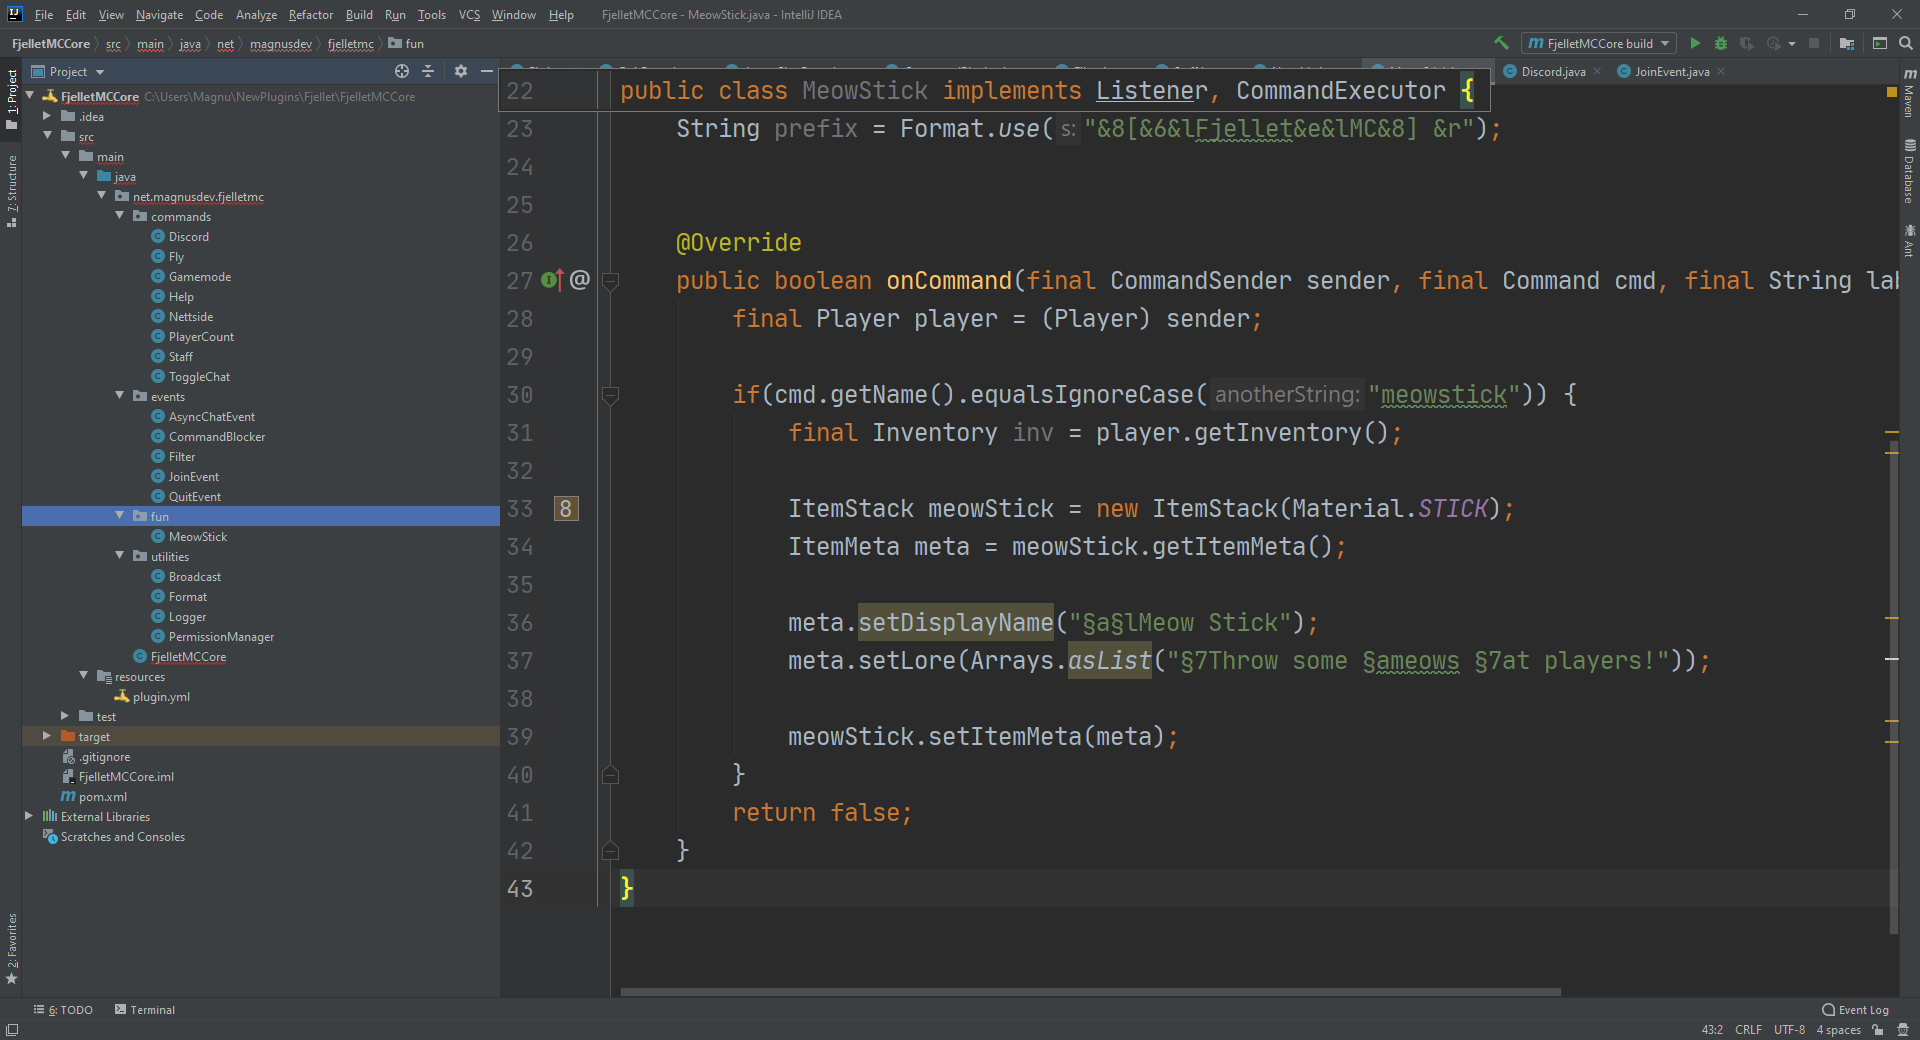 File Edit View Navigate Code Analyze Refactor Build Run Tools VCS Window Help FjelletMCCore - MeowStick.java - IntelliJ IDEA
FjelletMCCore src main java net magnusdev fjelletmc fun FjelletMCCore build
Project
Discord.java JoinEvent.java
1: Project
7: Structure
2: Favorites
FjelletMCCore C:\Users\Magnu\NewPlugins\Fjellet\FjelletMCCore
.idea
src
main
java
net.magnusdev.fjelletmc
commands
Discord
Fly
Gamemode
Help
Nettside
PlayerCount
Staff
ToggleChat
events
AsyncChatEvent
CommandBlocker
Filter
JoinEvent
QuitEvent
fun
MeowStick
utilities
Broadcast
Format
Logger
PermissionManager
FjelletMCCore
resources
plugin.yml
test
target
.gitignore
FjelletMCCore.iml
pom.xml
External Libraries
Scratches and Consoles
22 public class MeowStick implements Listener, CommandExecutor {
23 String prefix = Format.use( s: "&8[&6&lFjellet&e&lMC&8] &r");
24
25
26 @Override
27 public boolean onCommand(final CommandSender sender, final Command cmd, final String lab
28 final Player player = (Player) sender;
29
30 if(cmd.getName().equalsIgnoreCase( anotherString: "meowstick")) {
31 final Inventory inv = player.getInventory();
32
33 8 ItemStack meowStick = new ItemStack(Material.STICK);
34 ItemMeta meta = meowStick.getItemMeta();
35
36 meta.setDisplayName("§a§lMeow Stick");
37 meta.setLore(Arrays.asList("§7Throw some §ameows §7at players!"));
38
39 meowStick.setItemMeta(meta);
40 }
41 return false;
42 }
43 }
Maven
Database
Ant
6: TODO Terminal Event Log
43:2 CRLF UTF-8 4 spaces